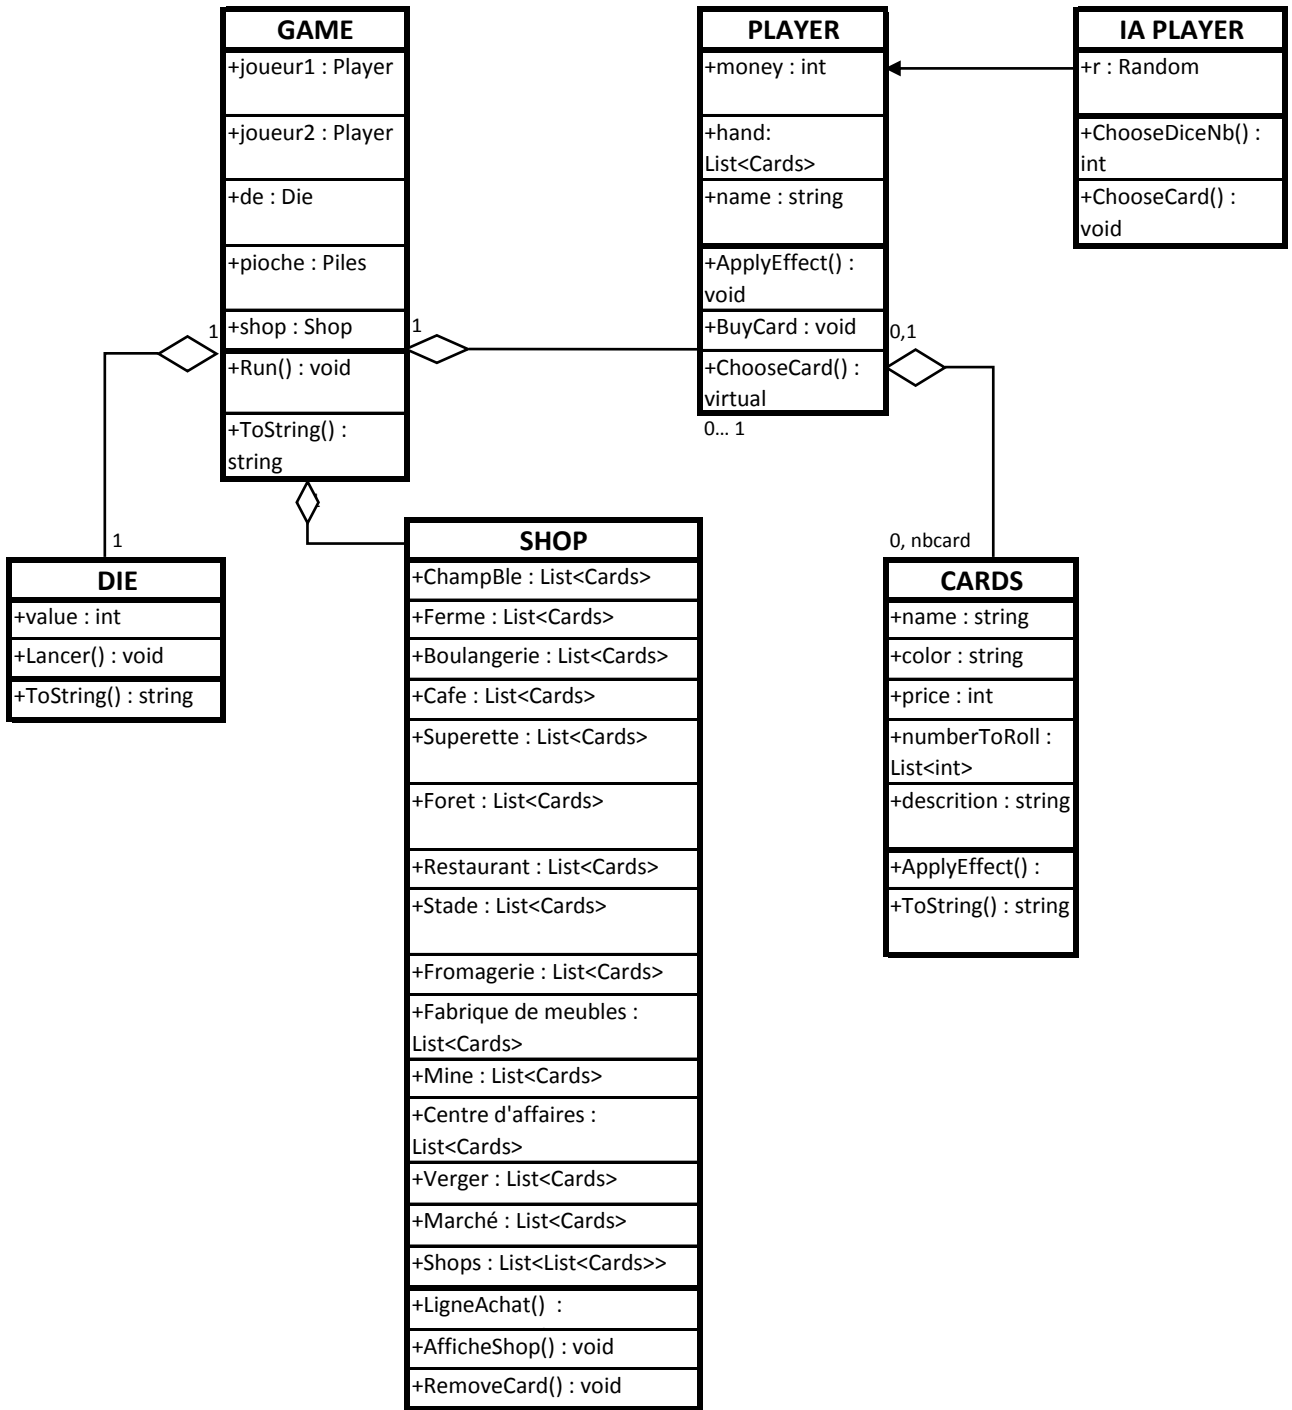 GAME
+joueur1 : Player
+joueur2 : Player
+de : Die
+pioche : Piles
+shop : Shop
+Run() : void
+ToString() :
string
1
1
PLAYER
+money : int
+hand:
List<Cards>
+name : string
+ApplyEffect() :
void
+BuyCard : void
+ChooseCard() :
virtual
0... 1
0,1
IA PLAYER
+r : Random
+ChooseDiceNb() :
int
+ChooseCard() :
void
1
DIE
+value : int
+Lancer() : void
+ToString() : string
SHOP
+ChampBle : List<Cards>
+Ferme : List<Cards>
+Boulangerie : List<Cards>
+Cafe : List<Cards>
+Superette : List<Cards>
+Foret : List<Cards>
+Restaurant : List<Cards>
+Stade : List<Cards>
+Fromagerie : List<Cards>
+Fabrique de meubles :
List<Cards>
+Mine : List<Cards>
+Centre d'affaires :
List<Cards>
+Verger : List<Cards>
+Marché : List<Cards>
+Shops : List<List<Cards>>
+LigneAchat() :
+AfficheShop() : void
+RemoveCard() : void
0, nbcard
CARDS
+name : string
+color : string
+price : int
+numberToRoll :
List<int>
+descrition : string
+ApplyEffect() :
+ToString() : string